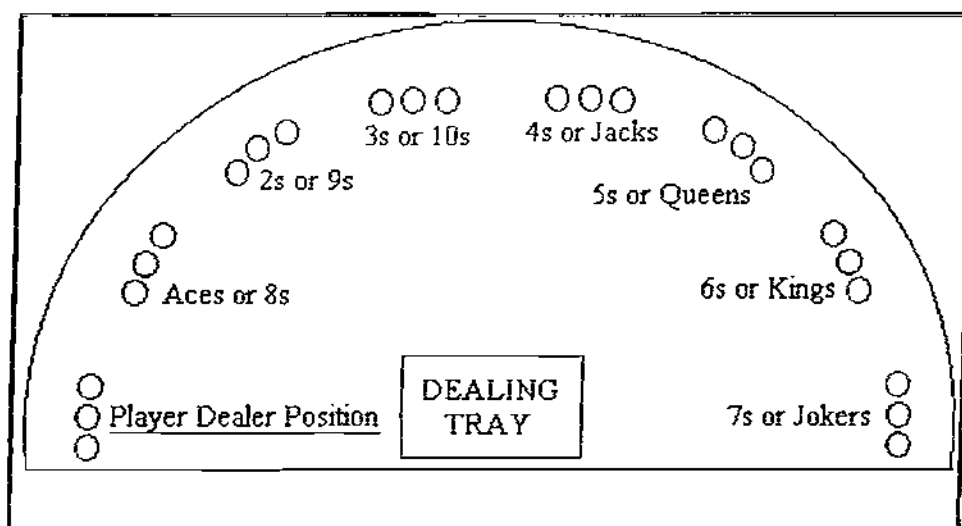 3s or 10s
4s or Jacks
2s or 9s
5s or Queens
Aces or 8s
6s or Kings
Player Dealer Position
DEALING
TRAY
7s or Jokers